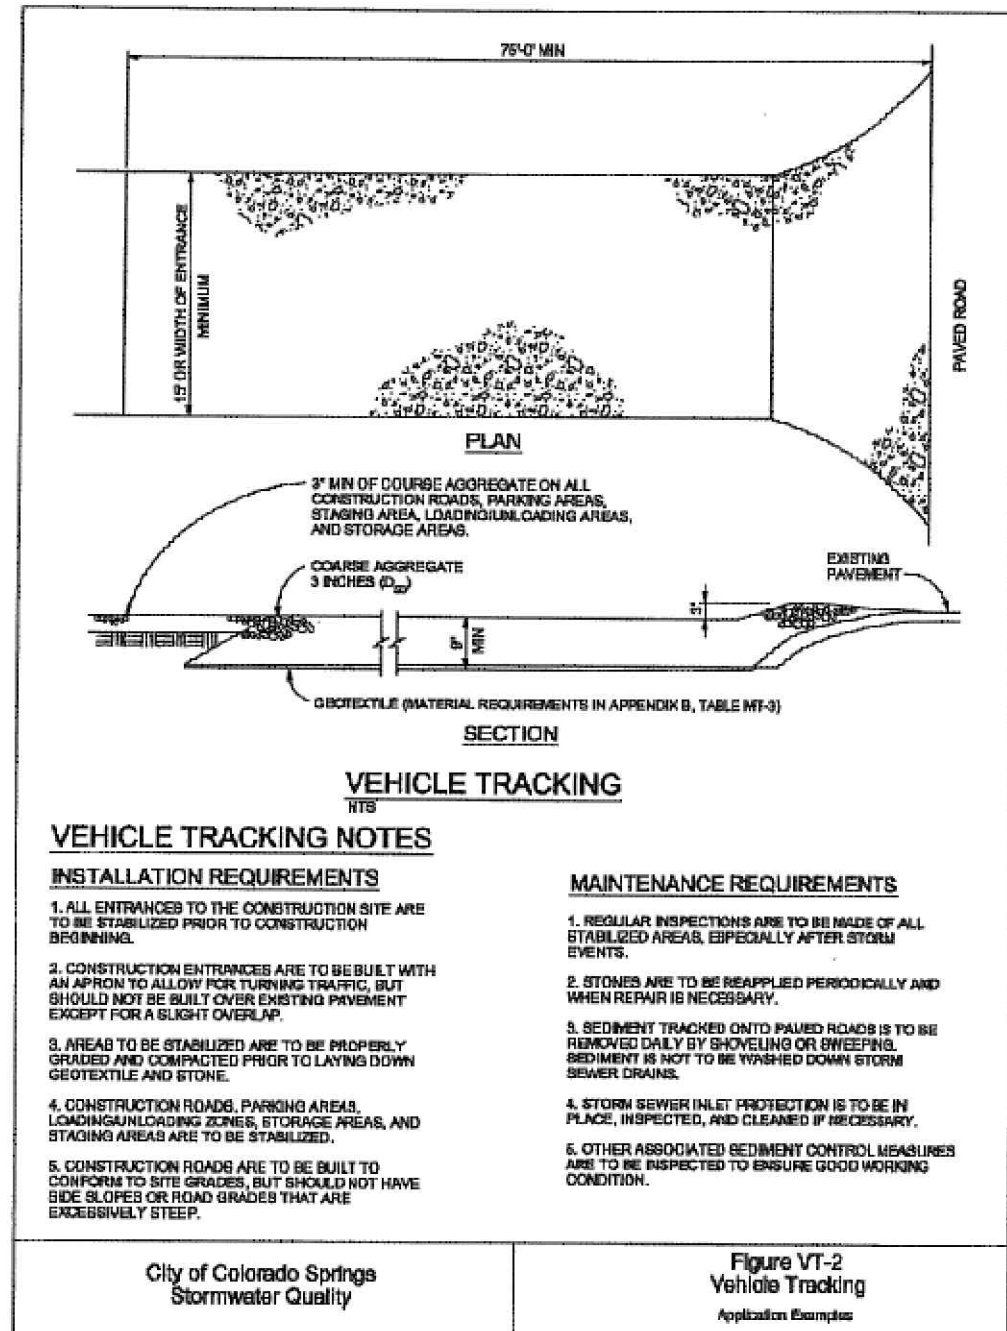 75'-0" MIN
15' OR WIDTH OF ENTRANCE
MINIMUM
PAVED ROAD
PLAN
3" MIN OF COURSE AGGREGATE ON ALL
CONSTRUCTION ROADS, PARKING AREAS,
STAGING AREA, LOADING/UNLOADING AREAS,
AND STORAGE AREAS.
COARSE AGGREGATE
3 INCHES (D50)
EXISTING
PAVEMENT
3"
9"
MIN
GEOTEXTILE (MATERIAL REQUIREMENTS IN APPENDIX B, TABLE MT-3)
SECTION
VEHICLE TRACKING
NTS
VEHICLE TRACKING NOTES
INSTALLATION REQUIREMENTS
1. ALL ENTRANCES TO THE CONSTRUCTION SITE ARE
TO BE STABILIZED PRIOR TO CONSTRUCTION
BEGINNING.
2. CONSTRUCTION ENTRANCES ARE TO BE BUILT WITH
AN APRON TO ALLOW FOR TURNING TRAFFIC, BUT
SHOULD NOT BE BUILT OVER EXISTING PAVEMENT
EXCEPT FOR A SLIGHT OVERLAP.
3. AREAS TO BE STABILIZED ARE TO BE PROPERLY
GRADED AND COMPACTED PRIOR TO LAYING DOWN
GEOTEXTILE AND STONE.
4. CONSTRUCTION ROADS, PARKING AREAS,
LOADING/UNLOADING ZONES, STORAGE AREAS, AND
STAGING AREAS ARE TO BE STABILIZED.
5. CONSTRUCTION ROADS ARE TO BE BUILT TO
CONFORM TO SITE GRADES, BUT SHOULD NOT HAVE
SIDE SLOPES OR ROAD GRADES THAT ARE
EXCESSIVELY STEEP.
MAINTENANCE REQUIREMENTS
1. REGULAR INSPECTIONS ARE TO BE MADE OF ALL
STABILIZED AREAS, ESPECIALLY AFTER STORM
EVENTS.
2. STONES ARE TO BE REAPPLIED PERIODICALLY AND
WHEN REPAIR IS NECESSARY.
3. SEDIMENT TRACKED ONTO PAVED ROADS IS TO BE
REMOVED DAILY BY SHOVELING OR SWEEPING.
SEDIMENT IS NOT TO BE WASHED DOWN STORM
SEWER DRAINS.
4. STORM SEWER INLET PROTECTION IS TO BE IN
PLACE, INSPECTED, AND CLEANED IF NECESSARY.
5. OTHER ASSOCIATED SEDIMENT CONTROL MEASURES
ARE TO BE INSPECTED TO ENSURE GOOD WORKING
CONDITION.
City of Colorado Springs
Stormwater Quality
Figure VT-2
Vehicle Tracking
Application Examples